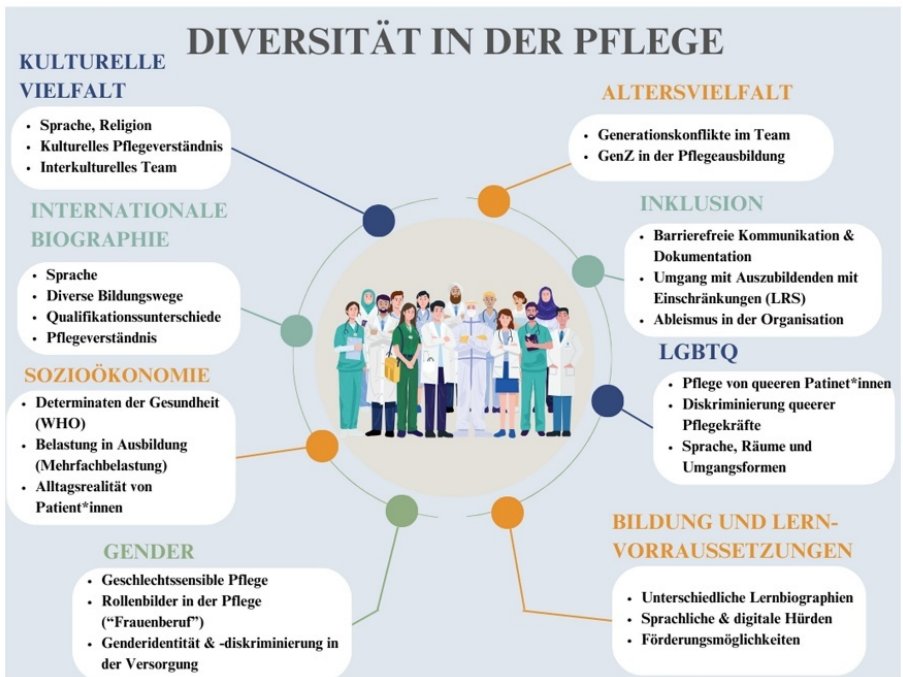 DIVERSITÄT IN DER PFLEGE
KULTURELLE
VIELFALT
• Sprache, Religion
• Kulturelles Pflegeverständnis
• Interkulturelles Team
INTERNATIONALE
BIOGRAPHIE
• Sprache
• Diverse Bildungswege
• Qualifikationssunterschiede
• Pflegeverständnis
SOZIOÖKONOMIE
• Determinaten der Gesundheit
(WHO)
• Belastung in Ausbildung
(Mehrfachbelastung)
• Alltagsrealität von
Patient*innen
GENDER
• Geschlechtssensible Pflege
• Rollenbilder in der Pflege
(“Frauenberuf”)
• Genderidentität & -diskriminierung in
der Versorgung
ALTERSVIELFALT
• Generationskonflikte im Team
• GenZ in der Pflegeausbildung
INKLUSION
• Barrierefreie Kommunikation &
Dokumentation
• Umgang mit Auszubildenden mit
Einschränkungen (LRS)
• Ableismus in der Organisation
LGBTQ
• Pflege von queeren Patinet*innen
• Diskriminierung queerer
Pflegekräfte
• Sprache, Räume und
Umgangsformen
BILDUNG UND LERN-
VORRAUSSETZUNGEN
• Unterschiedliche Lernbiographien
• Sprachliche & digitale Hürden
• Förderungsmöglichkeiten